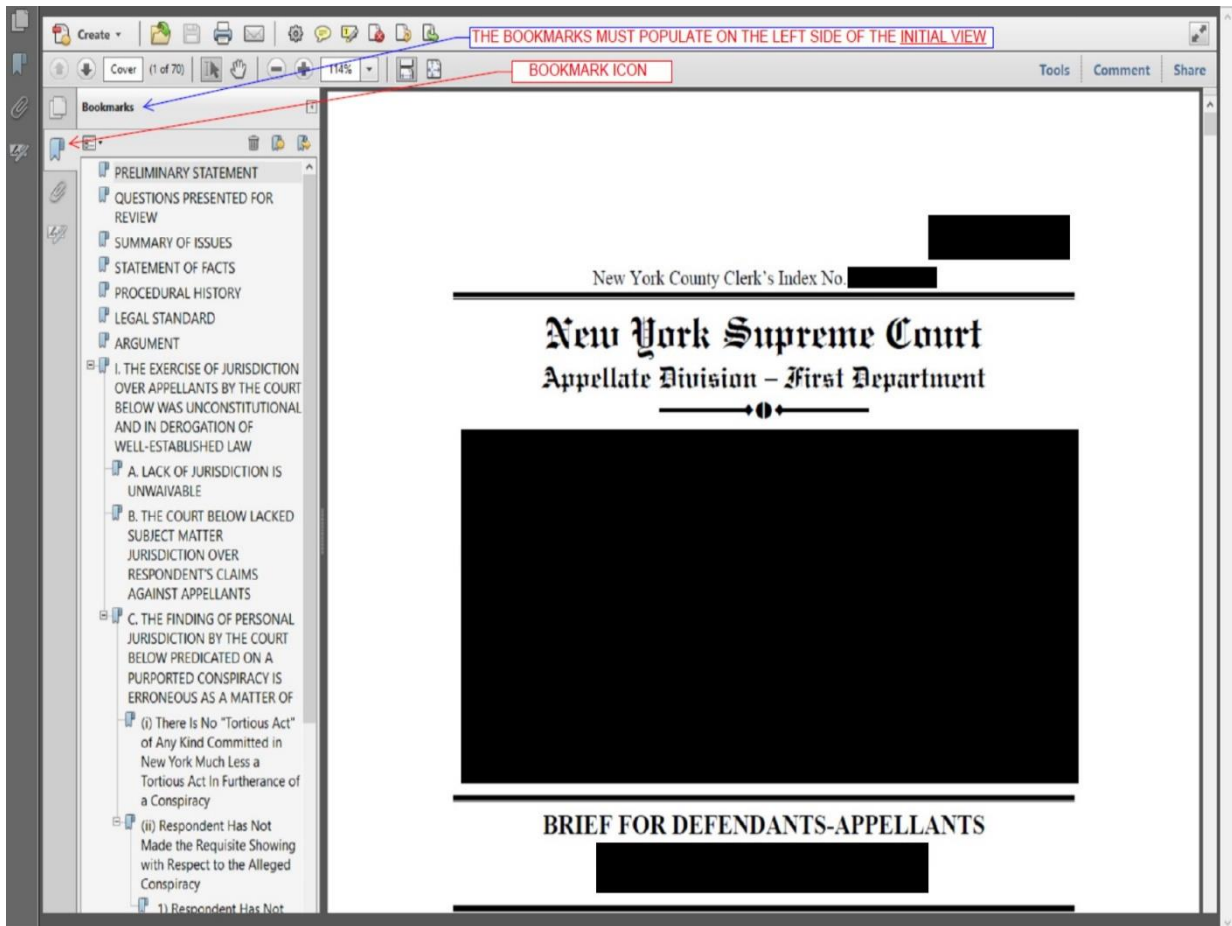 Create
THE BOOKMARKS MUST POPULATE ON THE LEFT SIDE OF THE INITIAL VIEW
Cover (1 of 70) 114%
BOOKMARK ICON
Tools Comment Share
Bookmarks
PRELIMINARY STATEMENT
QUESTIONS PRESENTED FOR
REVIEW
SUMMARY OF ISSUES
STATEMENT OF FACTS
PROCEDURAL HISTORY
LEGAL STANDARD
ARGUMENT
I. THE EXERCISE OF JURISDICTION
OVER APPELLANTS BY THE COURT
BELOW WAS UNCONSTITUTIONAL
AND IN DEROGATION OF
WELL-ESTABLISHED LAW
A. LACK OF JURISDICTION IS
UNWAIVABLE
B. THE COURT BELOW LACKED
SUBJECT MATTER
JURISDICTION OVER
RESPONDENT'S CLAIMS
AGAINST APPELLANTS
C. THE FINDING OF PERSONAL
JURISDICTION BY THE COURT
BELOW PREDICATED ON A
PURPORTED CONSPIRACY IS
ERRONEOUS AS A MATTER OF
(i) There Is No "Tortious Act"
of Any Kind Committed in
New York Much Less a
Tortious Act In Furtherance of
a Conspiracy
(ii) Respondent Has Not
Made the Requisite Showing
with Respect to the Alleged
Conspiracy
1) Respondent Has Not
New York County Clerk's Index No.
New York Supreme Court
Appellate Division – First Department
BRIEF FOR DEFENDANTS-APPELLANTS